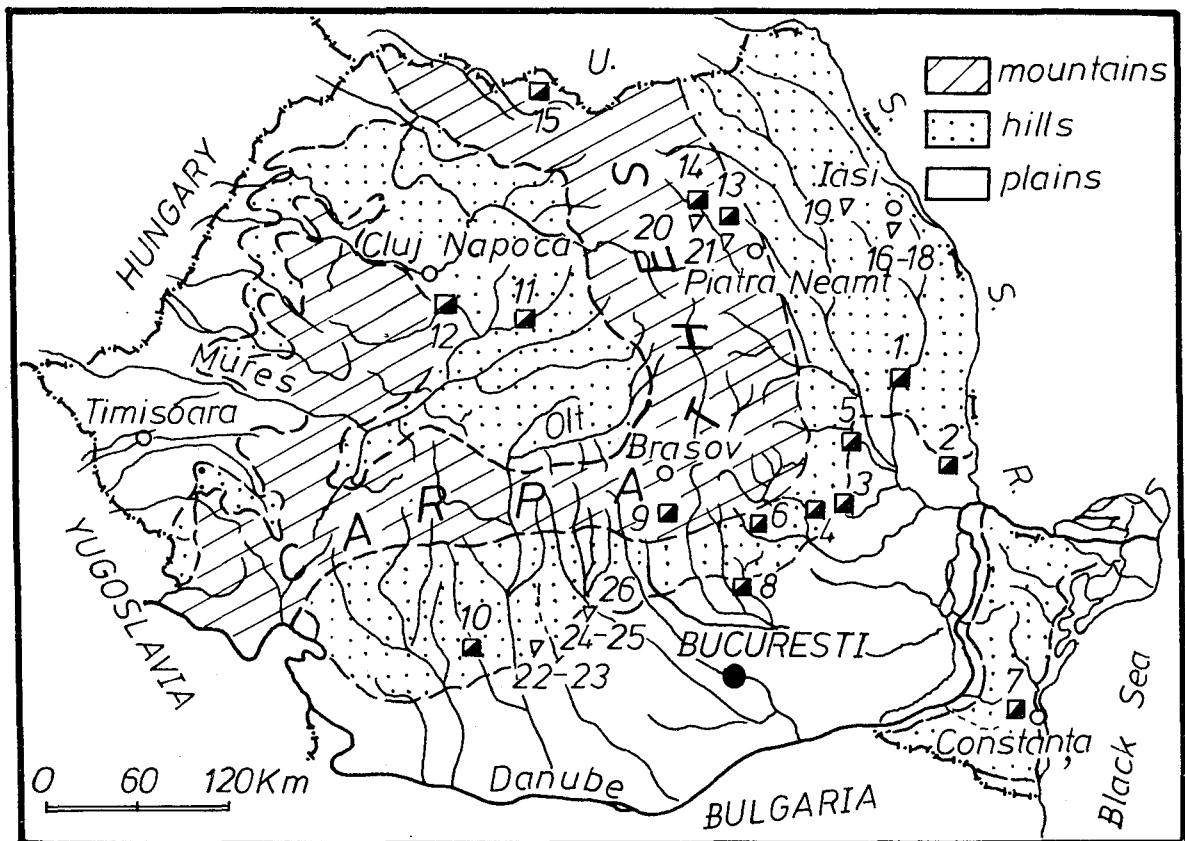 U.
S.
S.
R.
mountains
hills
plains
HUNGARY
YUGOSLAVIA
BULGARIA
Black Sea
CARPATHIANS
15
14
13
20
21
Iasi
19
16-18
Cluj Napoca
Piatra Neamt
11
12
Mures
1
Timisoara
Olt
5
2
Brasov
9
6
4
3
8
26
10
24-25
22-23
BUCURESTI
7
Constanța
Danube
0 60 120Km